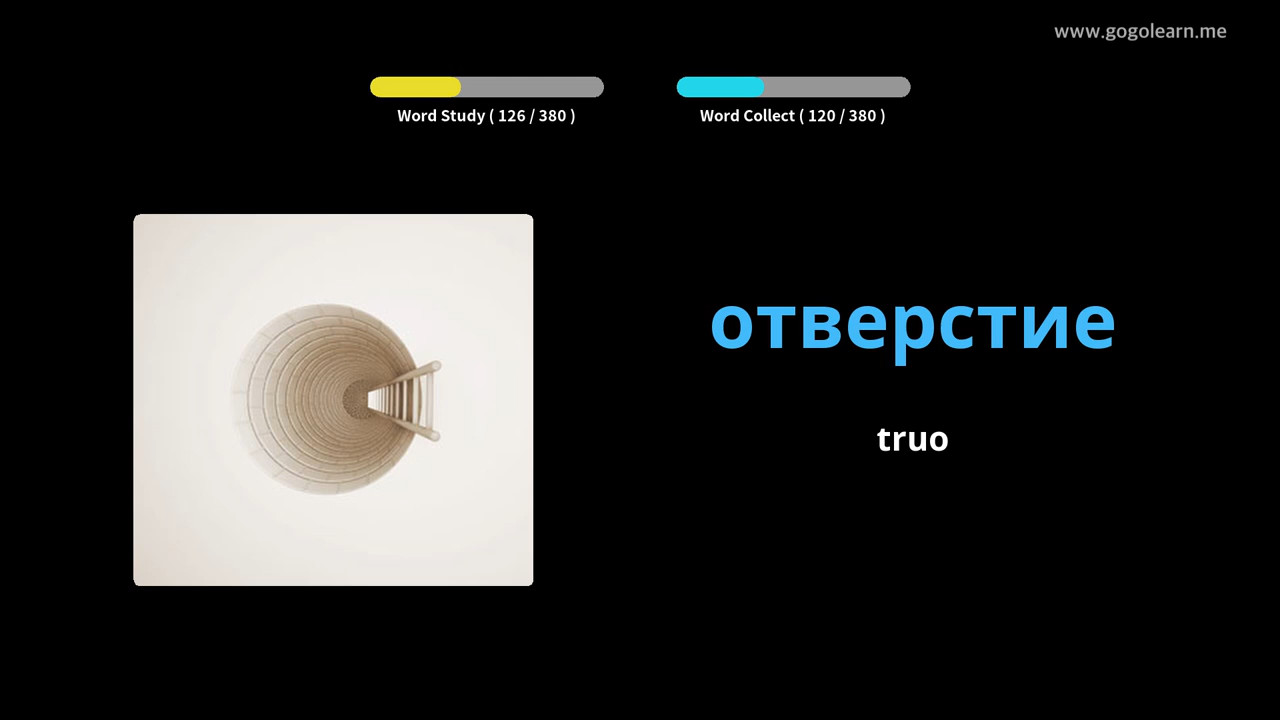 www.gogolearn.me
Word Study ( 126 / 380 )
Word Collect ( 120 / 380 )
отверстие
truo